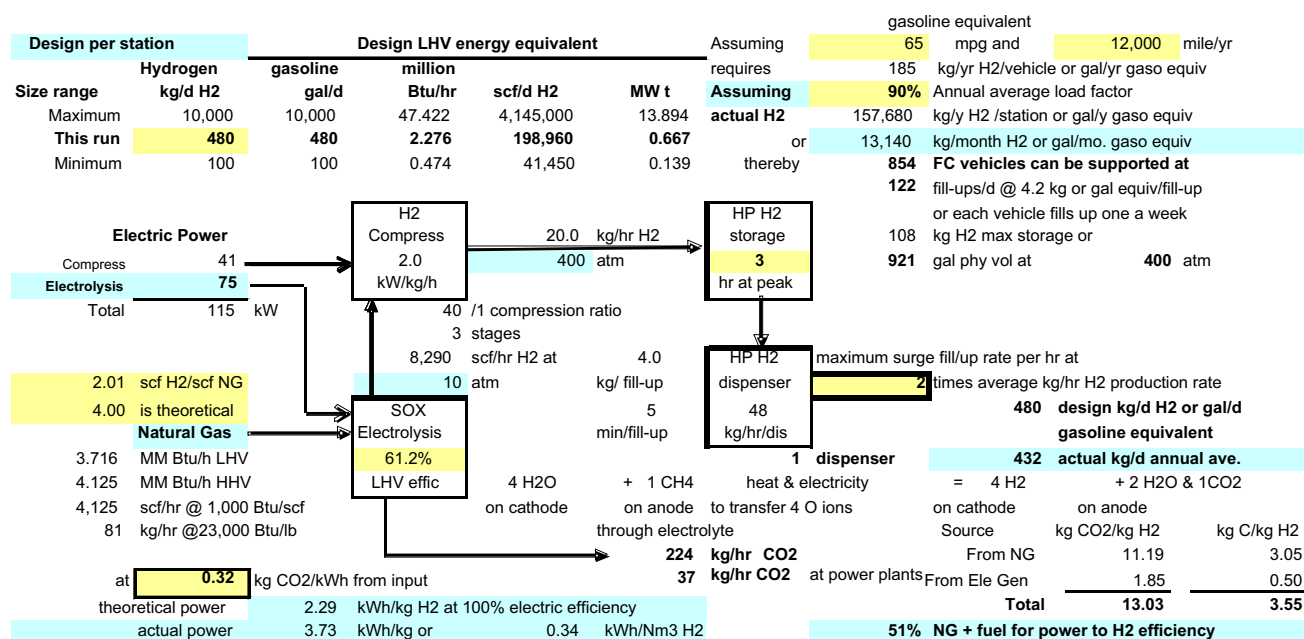 gasoline equivalent
Design per station Design LHV energy equivalent Assuming 65 mpg and 12,000 mile/yr
Hydrogen gasoline million requires 185 kg/yr H2/vehicle or gal/yr gaso equiv
Size range kg/d H2 gal/d Btu/hr scf/d H2 MW t Assuming 90% Annual average load factor
Maximum 10,000 10,000 47.422 4,145,000 13.894 actual H2 157,680 kg/y H2 /station or gal/y gaso equiv
This run 480 480 2.276 198,960 0.667 or 13,140 kg/month H2 or gal/mo. gaso equiv
Minimum 100 100 0.474 41,450 0.139 thereby 854 FC vehicles can be supported at
122 fill-ups/d @ 4.2 kg or gal equiv/fill-up
H2 HP H2 or each vehicle fills up one a week
Electric Power Compress 20.0 kg/hr H2 storage 108 kg H2 max storage or
Compress 41 2.0 400 atm 3 921 gal phy vol at 400 atm
Electrolysis 75 kW/kg/h hr at peak
Total 115 kW 40 /1 compression ratio
3 stages
8,290 scf/hr H2 at 4.0 HP H2 maximum surge fill/up rate per hr at
2.01 scf H2/scf NG 10 atm kg/ fill-up dispenser 2 times average kg/hr H2 production rate
4.00 is theoretical SOX 5 48 480 design kg/d H2 or gal/d
Natural Gas Electrolysis min/fill-up kg/hr/dis gasoline equivalent
3.716 MM Btu/h LHV 61.2% 1 dispenser 432 actual kg/d annual ave.
4.125 MM Btu/h HHV LHV effic 4 H2O + 1 CH4 heat & electricity = 4 H2 + 2 H2O & 1CO2
4,125 scf/hr @ 1,000 Btu/scf on cathode on anode to transfer 4 O ions on cathode on anode
81 kg/hr @23,000 Btu/lb through electrolyte Source kg CO2/kg H2 kg C/kg H2
224 kg/hr CO2 From NG 11.19 3.05
at 0.32 kg CO2/kWh from input 37 kg/hr CO2 at power plants From Ele Gen 1.85 0.50
theoretical power 2.29 kWh/kg H2 at 100% electric efficiency Total 13.03 3.55
actual power 3.73 kWh/kg or 0.34 kWh/Nm3 H2 51% NG + fuel for power to H2 efficiency